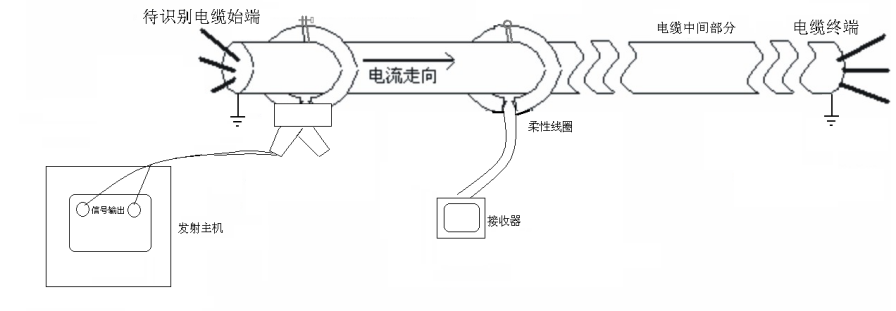 待识别电缆始端
电缆中间部分
电缆终端
电流走向
柔性线圈
信号输出
发射主机
接收器